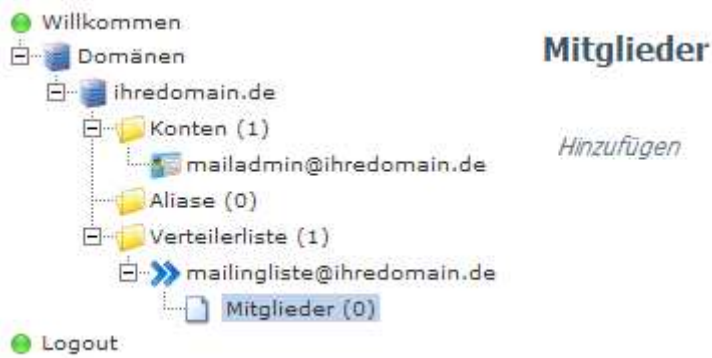 Willkommen
Domänen
ihredomain.de
Konten (1)
mailadmin@ihredomain.de
Aliase (0)
Verteilerliste (1)
mailingliste@ihredomain.de
Mitglieder (0)
Logout
Mitglieder
Hinzufügen